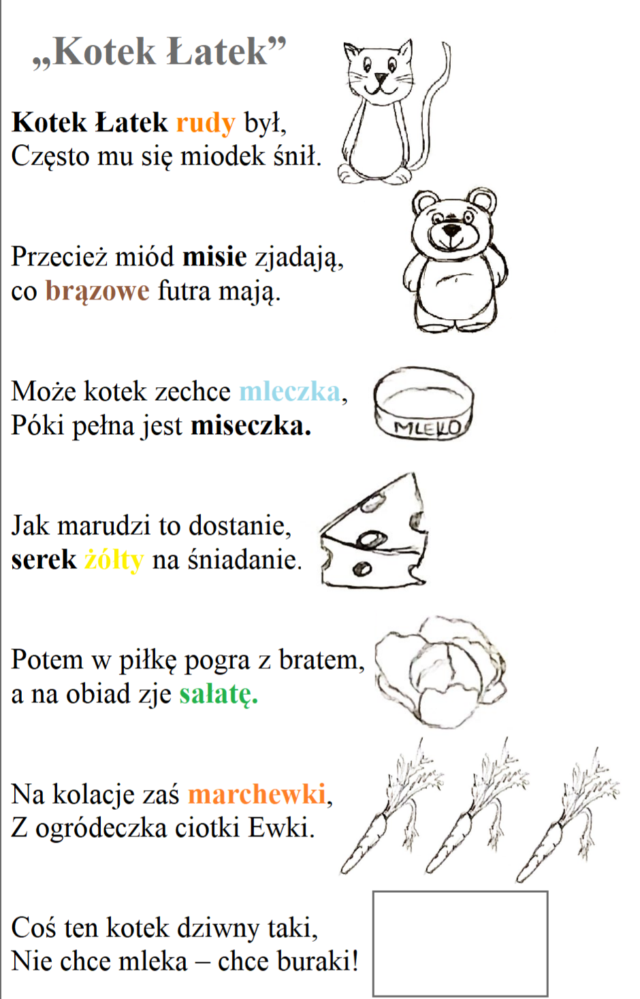 „Kotek Łatek”
Kotek Łatek rudy był,
Często mu się miodek śnił.
Przecież miód misie zjadają,
co brązowe futra mają.
Może kotek zechce mleczka,
Póki pełna jest miseczka.
MLEKO
Jak marudzi to dostanie,
serek żółty na śniadanie.
Potem w piłkę pogra z bratem,
a na obiad zje sałatę.
Na kolacje zaś marchewki,
Z ogródeczka ciotki Ewki.
Coś ten kotek dziwny taki,
Nie chce mleka – chce buraki!